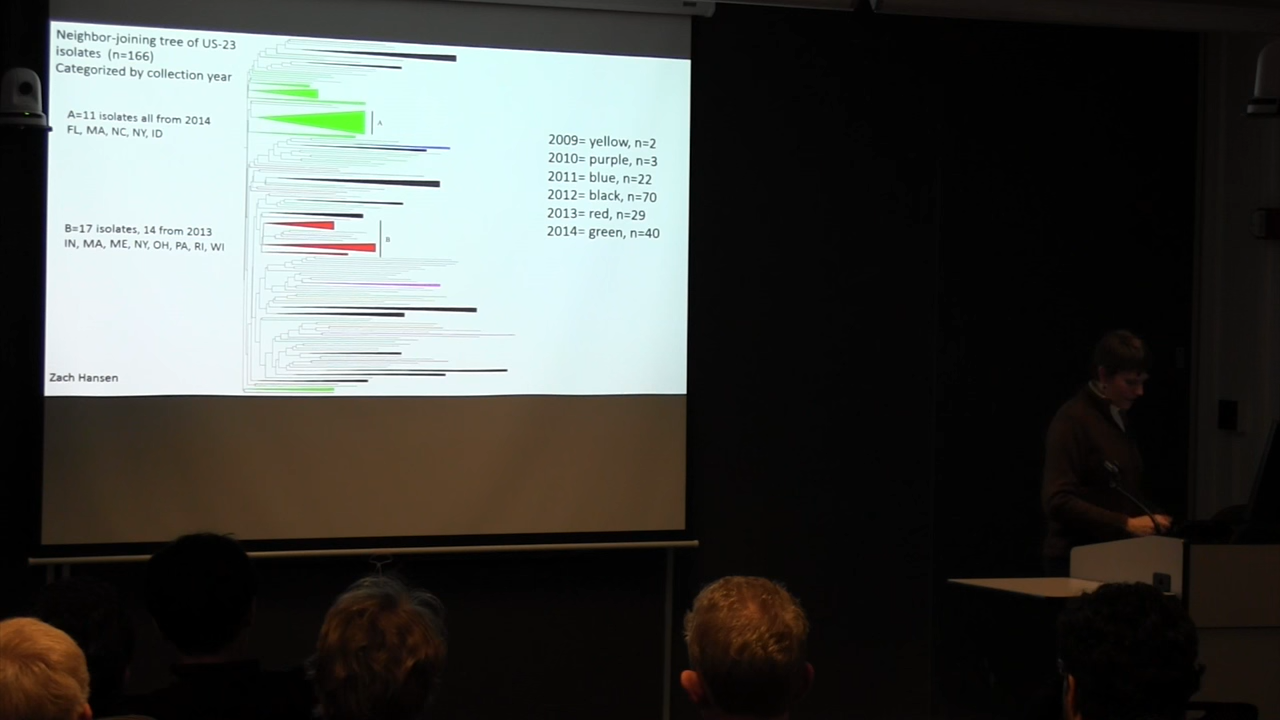 Neighbor-joining tree of US-23
isolates (n=166)
Categorized by collection year
A=11 isolates all from 2014
FL, MA, NC, NY, ID
A
2009= yellow, n=2
2010= purple, n=3
2011= blue, n=22
2012= black, n=70
2013= red, n=29
2014= green, n=40
B=17 isolates, 14 from 2013
IN, MA, ME, NY, OH, PA, RI, WI
B
Zach Hansen